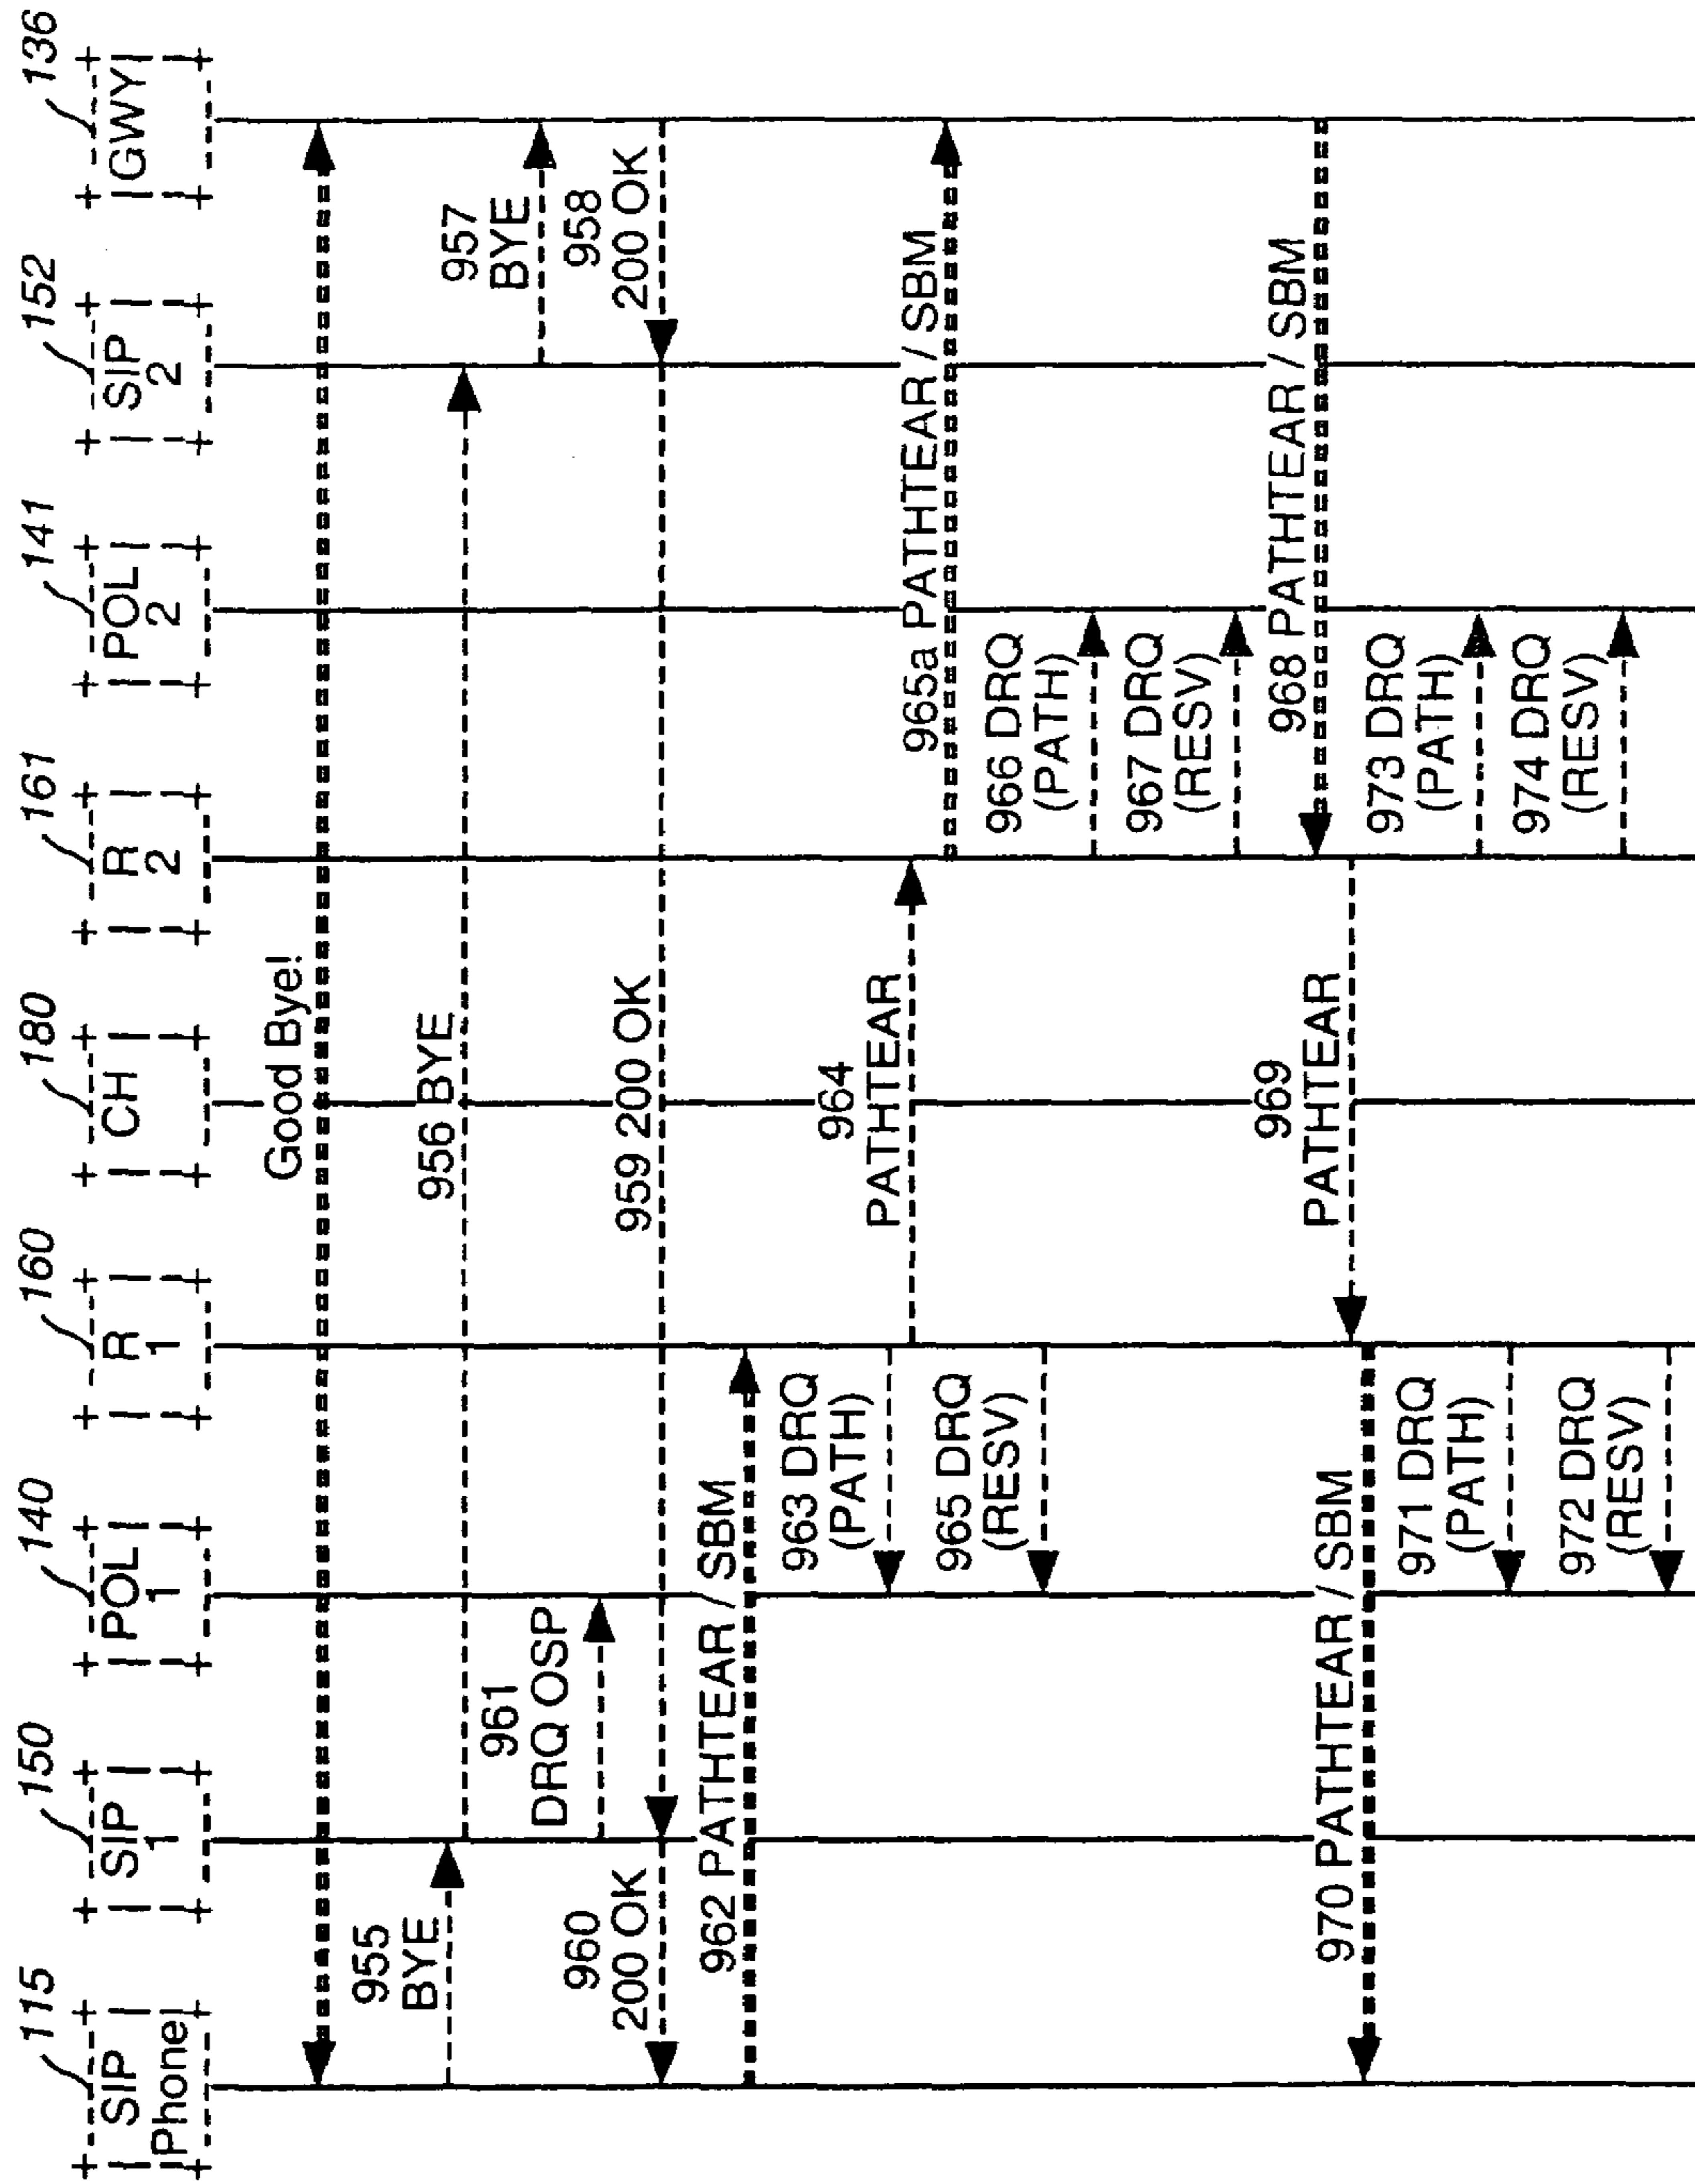 115
SIP
Phone
150
SIP
1
140
POL
1
160
R
1
180
CH
161
R
2
141
POL
2
152
SIP
2
136
GWY
Good Bye!
955
BYE
956 BYE
957
BYE
961
DRQ OSP
958
200 OK
959 200 OK
960
200 OK
962 PATHTEAR / SBM
963 DRQ
(PATH)
964
PATHTEAR
965a PATHTEAR / SBM
965 DRQ
(RESV)
966 DRQ
(PATH)
967 DRQ
(RESV)
968 PATHTEAR / SBM
969
PATHTEAR
970 PATHTEAR / SBM
973 DRQ
(PATH)
971 DRQ
(PATH)
974 DRQ
(RESV)
972 DRQ
(RESV)